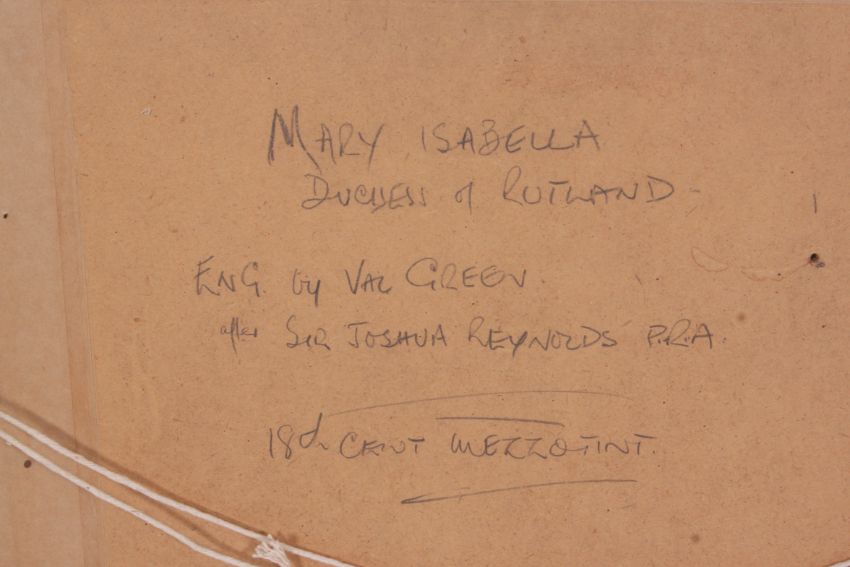 MARY ISABELLA
DUCHESS of RUTLAND -
ENG. by VAL GREEN.
after SIR JOSHUA REYNOLDS P.R.A.
18th CENT MEZZOTINT.